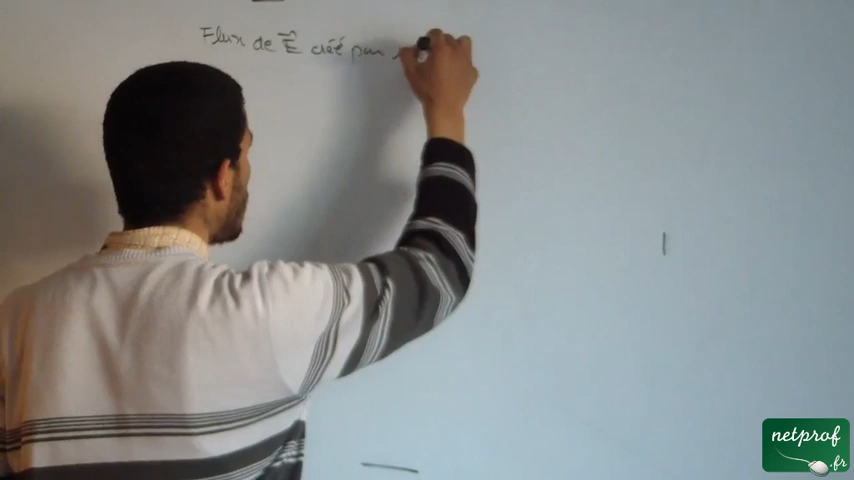 Flux de E⃗ créé par
netprof
.fr